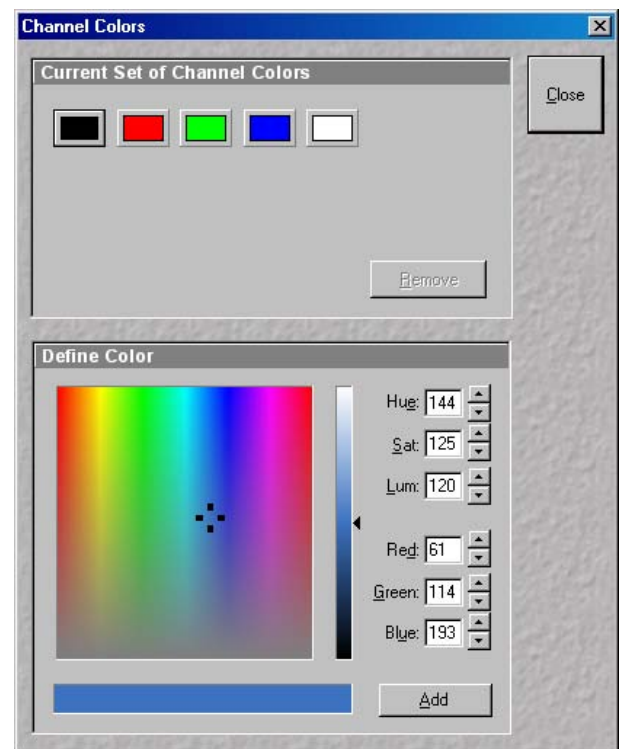 Channel Colors
Current Set of Channel Colors
Close
Remove
Define Color
Hue: 144
Sat: 125
Lum: 120
Red: 61
Green: 114
Blue: 193
Add